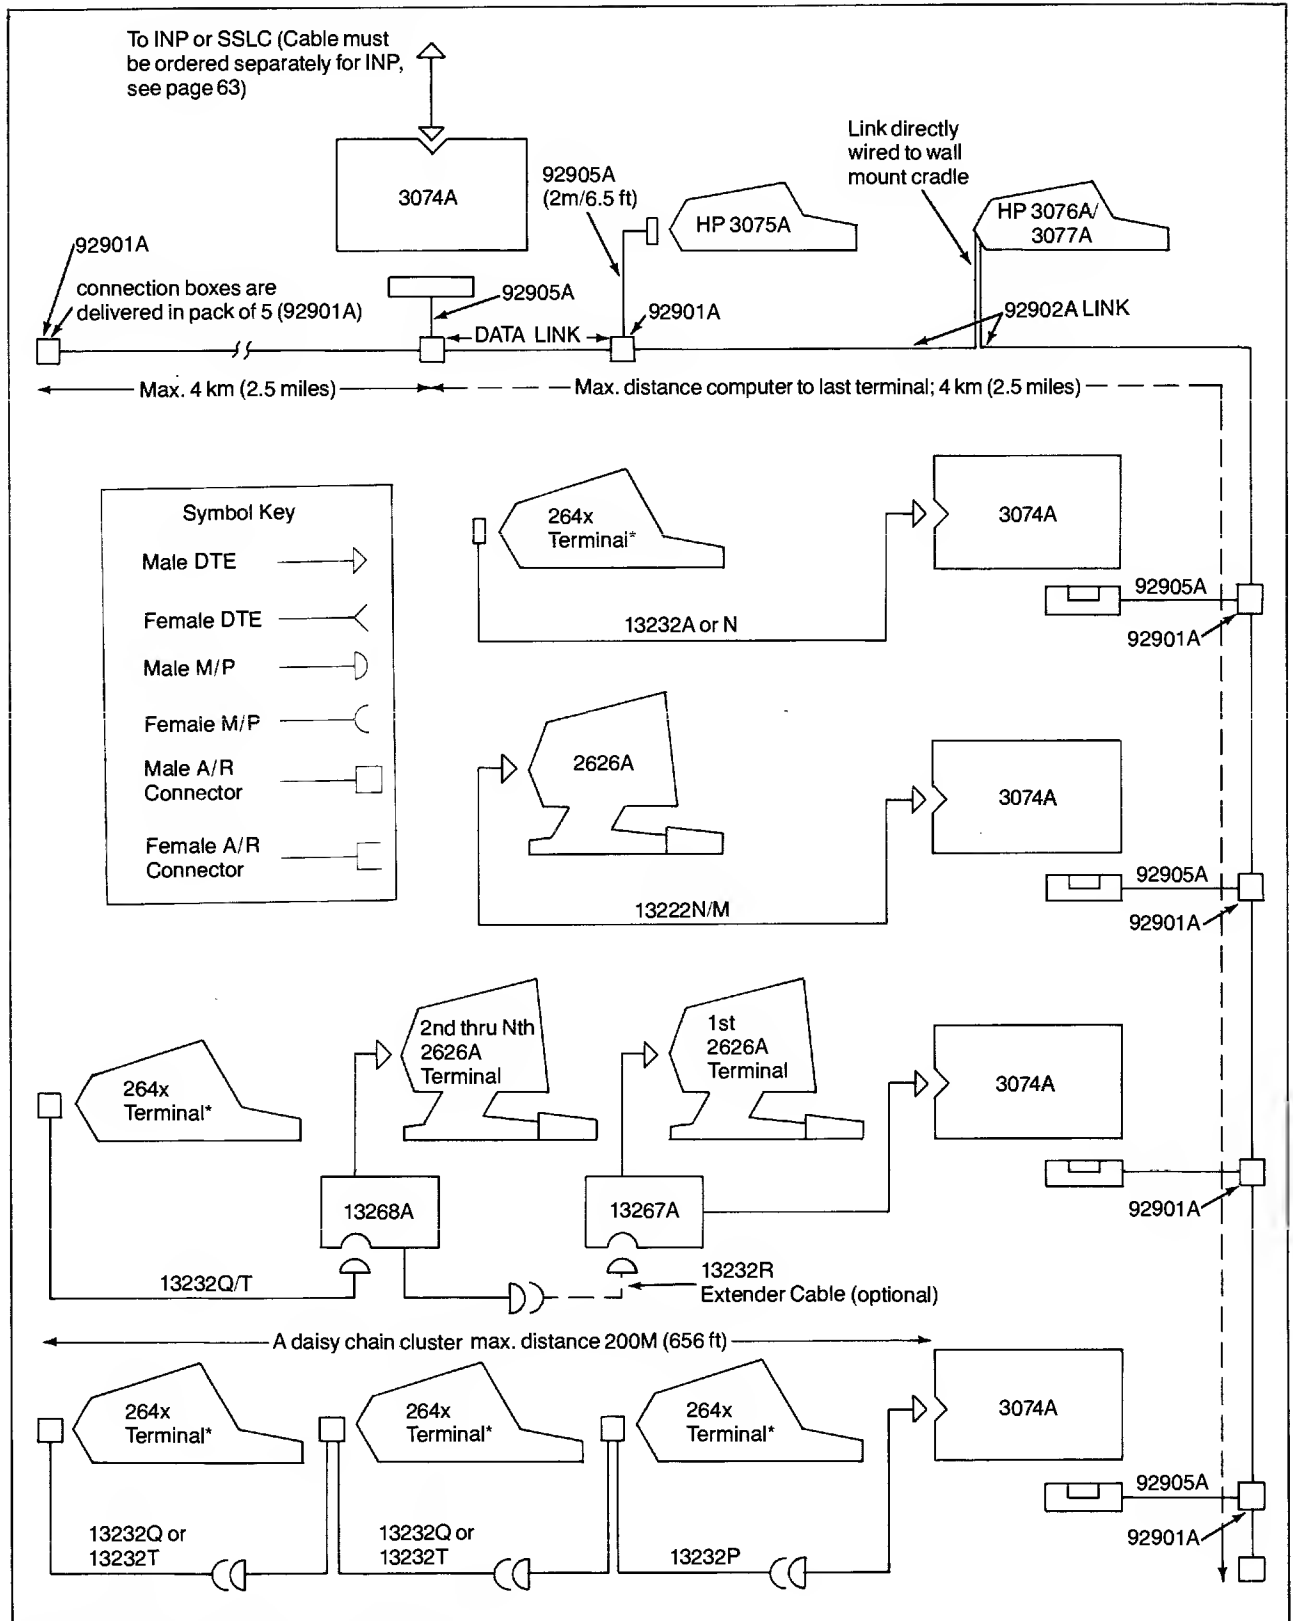 To INP or SSLC (Cable must
be ordered separately for INP,
see page 63)
3074A
92905A
(2m/6.5 ft)
HP 3075A
Link directly
wired to wall
mount cradle
HP 3076A/
3077A
92901A
connection boxes are
delivered in pack of 5 (92901A)
92905A
DATA LINK
92901A
92902A LINK
Max. 4 km (2.5 miles)
Max. distance computer to last terminal; 4 km (2.5 miles)
Symbol Key
Male DTE
Female DTE
Male M/P
Female M/P
Male A/R
Connector
Female A/R
Connector
264x
Terminal*
3074A
13232A or N
92905A
92901A
2626A
3074A
13222N/M
92905A
92901A
264x
Terminal*
2nd thru Nth
2626A
Terminal
1st
2626A
Terminal
3074A
13268A
13267A
92901A
13232Q/T
13232R
Extender Cable (optional)
A daisy chain cluster max. distance 200M (656 ft)
264x
Terminal*
264x
Terminal*
264x
Terminal*
3074A
92905A
92901A
13232Q or
13232T
13232Q or
13232T
13232P